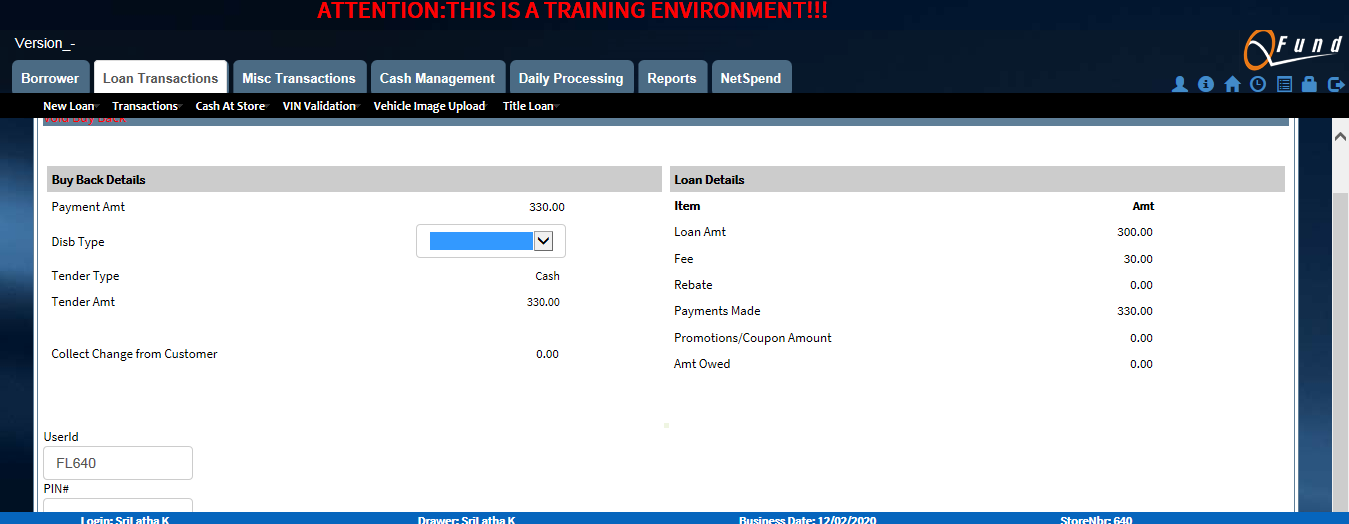 ATTENTION:THIS IS A TRAINING ENVIRONMENT!!!
Version_-
QFund
Borrower Loan Transactions Misc Transactions Cash Management Daily Processing Reports NetSpend
New Loan Transactions Cash At Store VIN Validation Vehicle Image Upload Title Loan
Void Buy Back
Buy Back Details Loan Details
Payment Amt 330.00 Item Amt
Disb Type Loan Amt 300.00
Fee 30.00
Tender Type Cash Rebate 0.00
Tender Amt 330.00 Payments Made 330.00
Promotions/Coupon Amount 0.00
Collect Change from Customer 0.00 Amt Owed 0.00
UserId
FL640
PIN#
Login: SriLatha K Drawer: SriLatha K Business Date: 12/02/2020 StoreNbr: 640